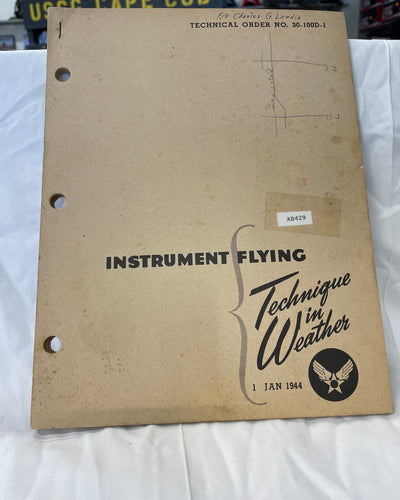 USCG CAPE COD
F/O Charles G. Landis
TECHNICAL ORDER NO. 30-100D-1
AB429
INSTRUMENT FLYING
Technique
in
Weather
1 JAN 1944